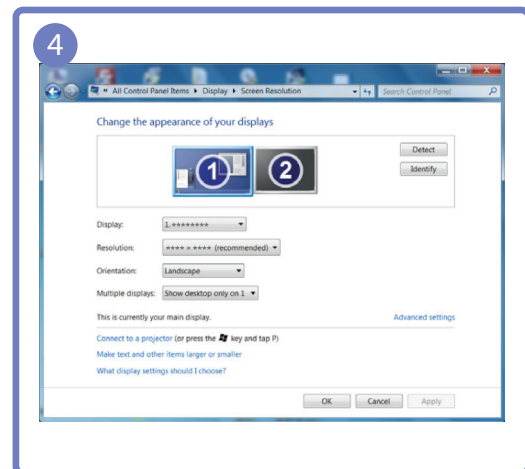 4
« All Control Panel Items ▸ Display ▸ Screen Resolution Search Control Panel
Change the appearance of your displays
1 2
Detect
Identify
Display: 1.********
Resolution: **** × **** (recommended)
Orientation: Landscape
Multiple displays: Show desktop only on 1
This is currently your main display. Advanced settings
Connect to a projector (or press the key and tap P)
Make text and other items larger or smaller
What display settings should I choose?
OK Cancel Apply